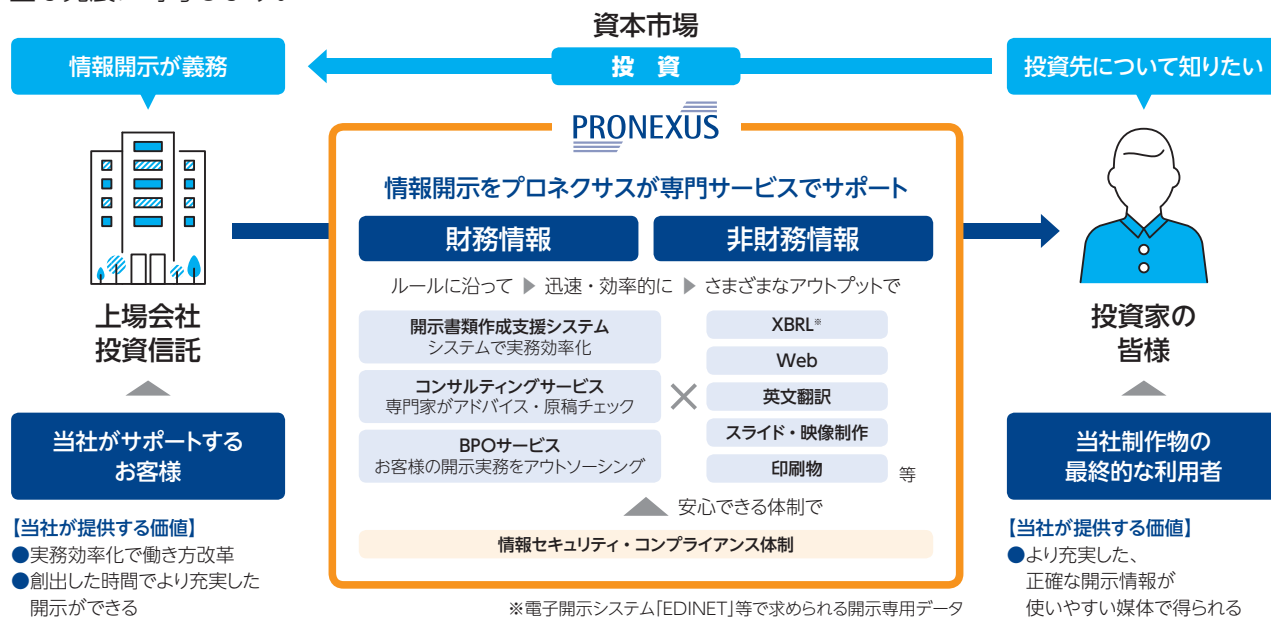 資本市場
情報開示が義務
投資
投資先について知りたい
PRONEXUS
情報開示をプロネクサスが専門サービスでサポート
財務情報
非財務情報
ルールに沿って ▶ 迅速・効率的に ▶ さまざまなアウトプットで
開示書類作成支援システム
システムで実務効率化
コンサルティングサービス
専門家がアドバイス・原稿チェック
BPOサービス
お客様の開示実務をアウトソーシング
×
XBRL※
Web
英文翻訳
スライド・映像制作
印刷物
等
安心できる体制で
情報セキュリティ・コンプライアンス体制
※電子開示システム「EDINET」等で求められる開示専用データ
上場会社
投資信託
当社がサポートする
お客様
【当社が提供する価値】
●実務効率化で働き方改革
●創出した時間でより充実した
開示ができる
投資家の
皆様
当社制作物の
最終的な利用者
【当社が提供する価値】
●より充実した、
正確な開示情報が
使いやすい媒体で得られる